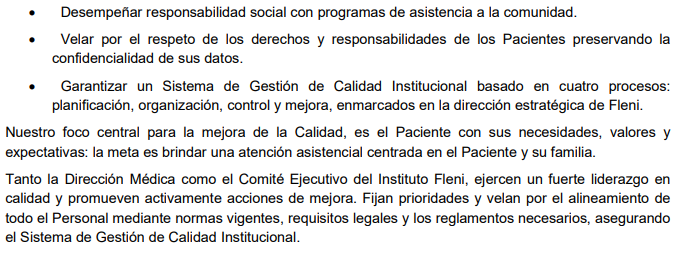 • Desempeñar responsabilidad social con programas de asistencia a la comunidad.
• Velar por el respeto de los derechos y responsabilidades de los Pacientes preservando la
confidencialidad de sus datos.
• Garantizar un Sistema de Gestión de Calidad Institucional basado en cuatro procesos:
planificación, organización, control y mejora, enmarcados en la dirección estratégica de Fleni.
Nuestro foco central para la mejora de la Calidad, es el Paciente con sus necesidades, valores y
expectativas: la meta es brindar una atención asistencial centrada en el Paciente y su familia.
Tanto la Dirección Médica como el Comité Ejecutivo del Instituto Fleni, ejercen un fuerte liderazgo en
calidad y promueven activamente acciones de mejora. Fijan prioridades y velan por el alineamiento de
todo el Personal mediante normas vigentes, requisitos legales y los reglamentos necesarios, asegurando
el Sistema de Gestión de Calidad Institucional.